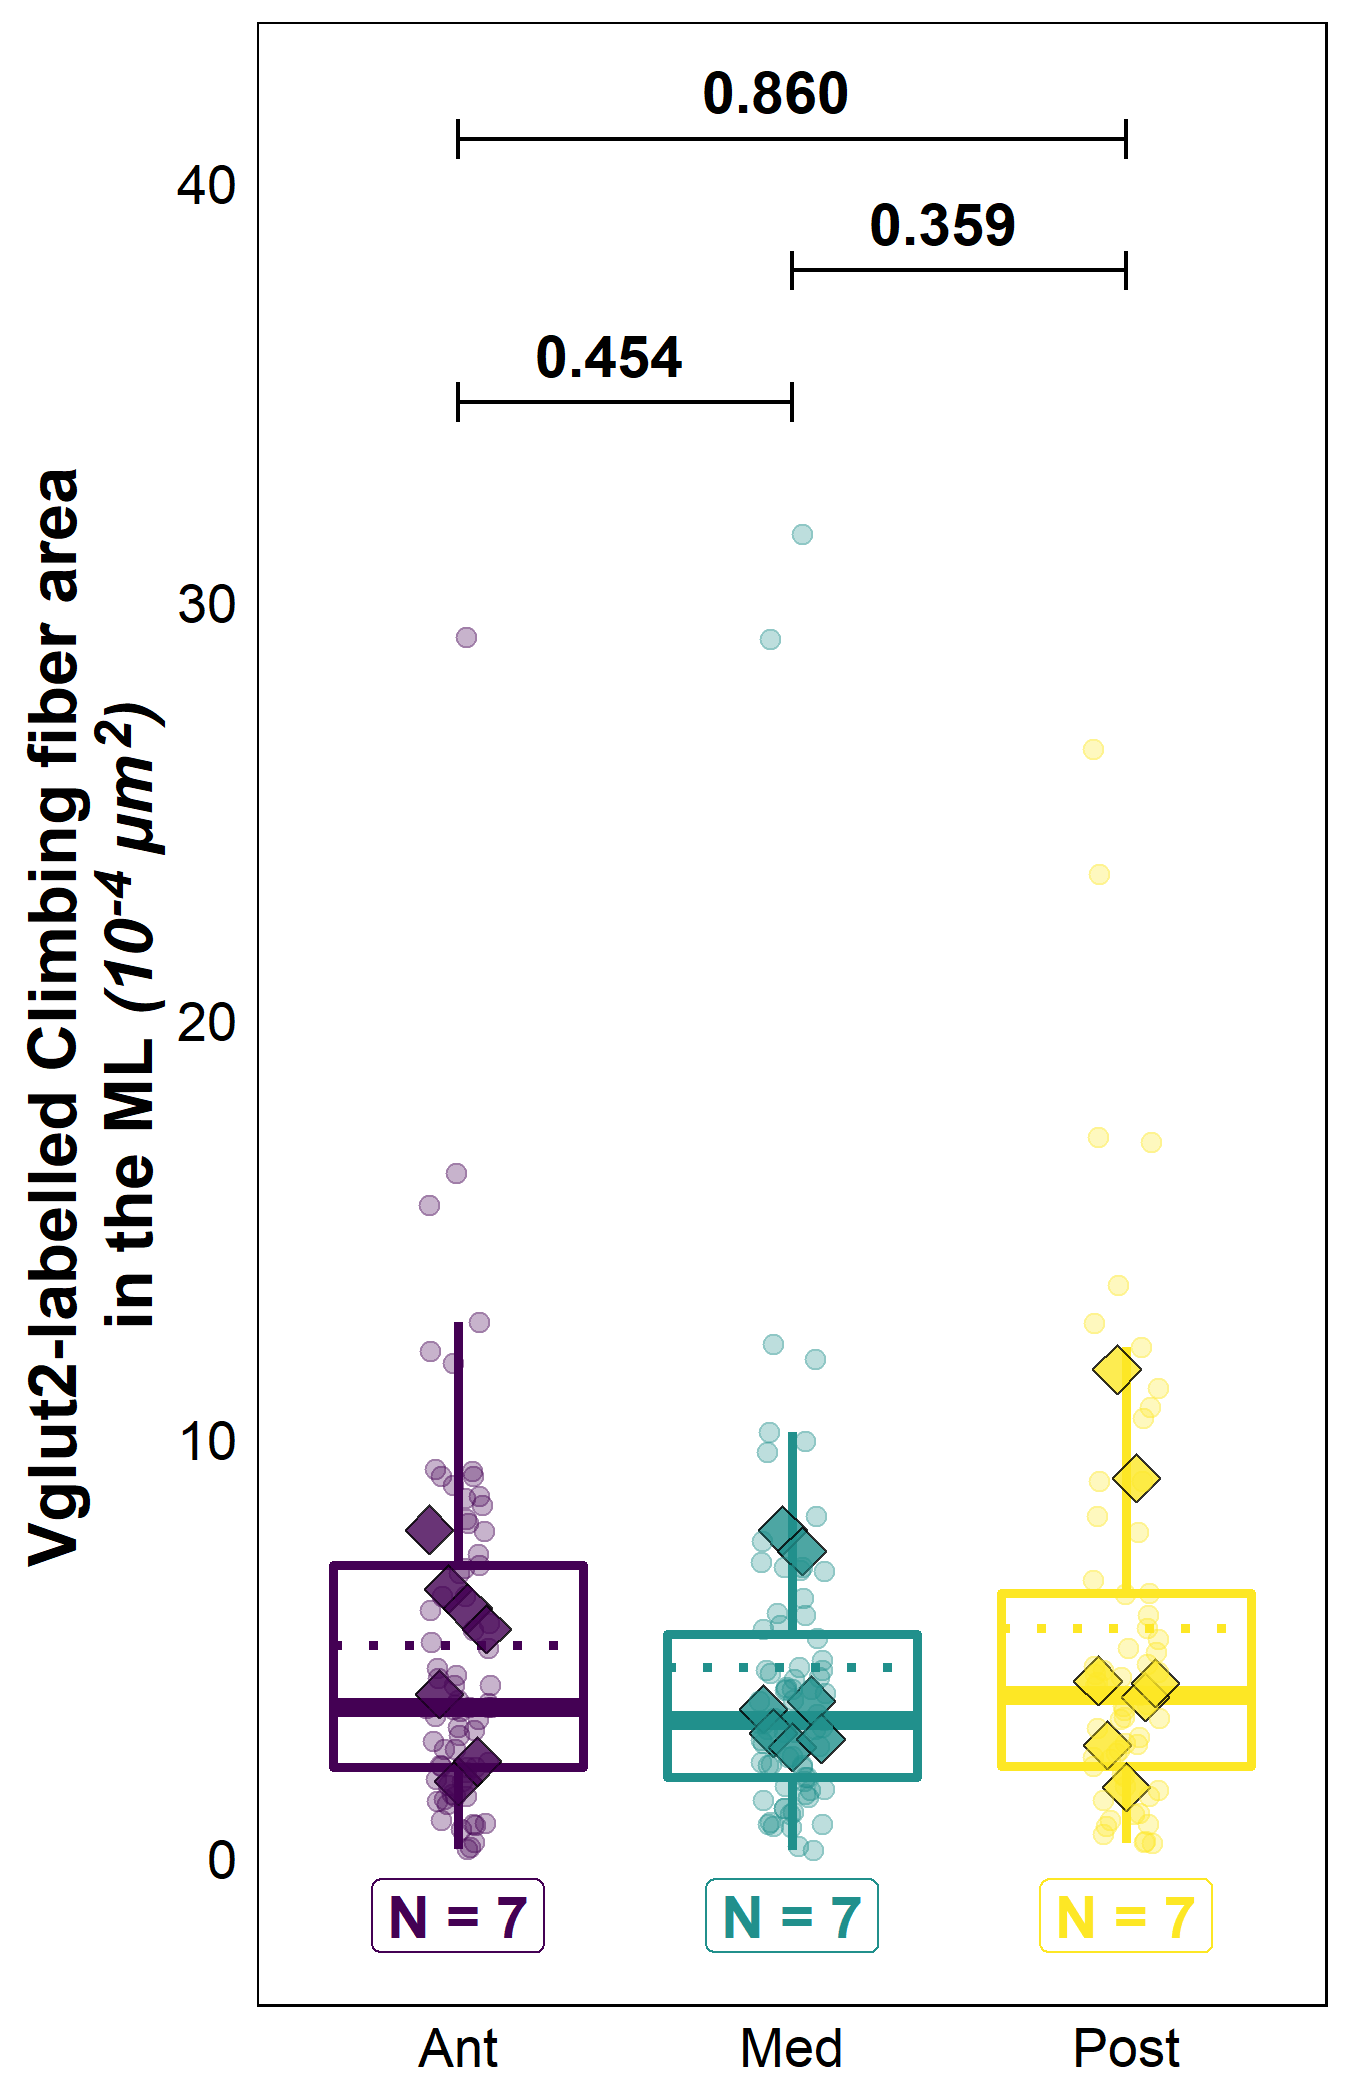 Vglut2-labelled Climbing fiber area
in the ML (10⁻⁴ µm²)
0.860
40
0.359
0.454
30
20
10
0
N = 7
N = 7
N = 7
Ant
Med
Post